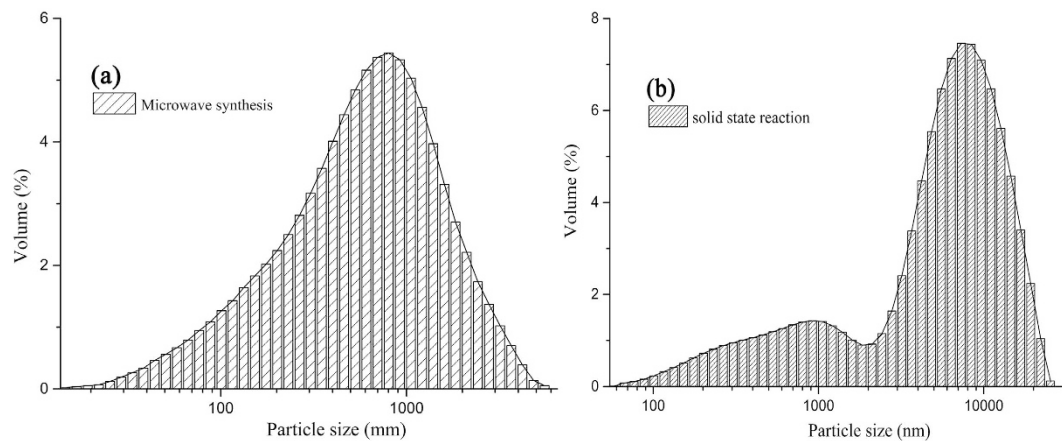 6
(a)
Microwave synthesis
4
Volume (%)
2
0
100
1000
Particle size (mm)
8
(b)
solid state reaction
6
Volume (%)
4
2
0
100
1000
10000
Particle size (nm)